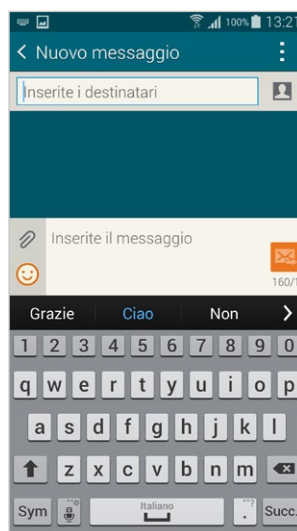 100% 13:21
Nuovo messaggio
Inserite i destinatari
Inserite il messaggio
160/1
Grazie Ciao Non
1 2 3 4 5 6 7 8 9 0
q w e r t y u i o p
a s d f g h j k l
z x c v b n m
Sym Italiano . Succ.